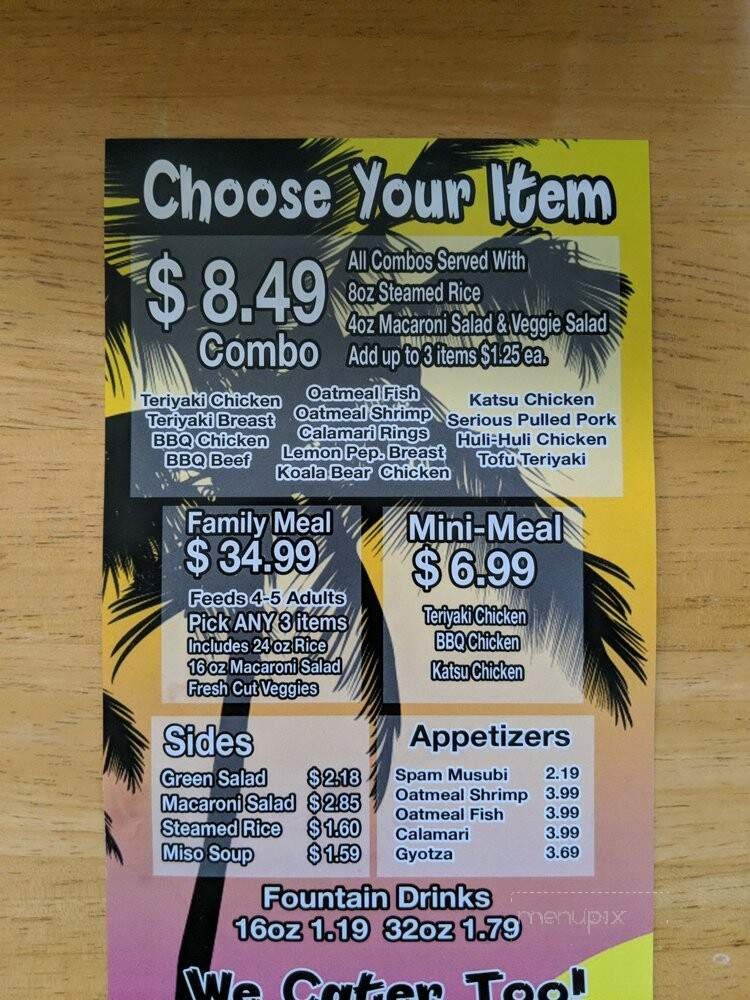 Choose Your Item
$ 8.49
Combo
All Combos Served With
8oz Steamed Rice
4oz Macaroni Salad & Veggie Salad
Add up to 3 items $1.25 ea.
Teriyaki Chicken
Teriyaki Breast
BBQ Chicken
BBQ Beef
Oatmeal Fish
Oatmeal Shrimp
Calamari Rings
Lemon Pep. Breast
Koala Bear Chicken
Katsu Chicken
Serious Pulled Pork
Huli-Huli Chicken
Tofu Teriyaki
Family Meal
$ 34.99
Feeds 4-5 Adults
Pick ANY 3 items
Includes 24 oz Rice
16 oz Macaroni Salad
Fresh Cut Veggies
Mini-Meal
$ 6.99
Teriyaki Chicken
BBQ Chicken
Katsu Chicken
Sides
Green Salad $ 2.18
Macaroni Salad $ 2.85
Steamed Rice $ 1.60
Miso Soup $ 1.59
Appetizers
Spam Musubi 2.19
Oatmeal Shrimp 3.99
Oatmeal Fish 3.99
Calamari 3.99
Gyotza 3.69
Fountain Drinks
16oz 1.19 32oz 1.79
menupix
We Cater Too!